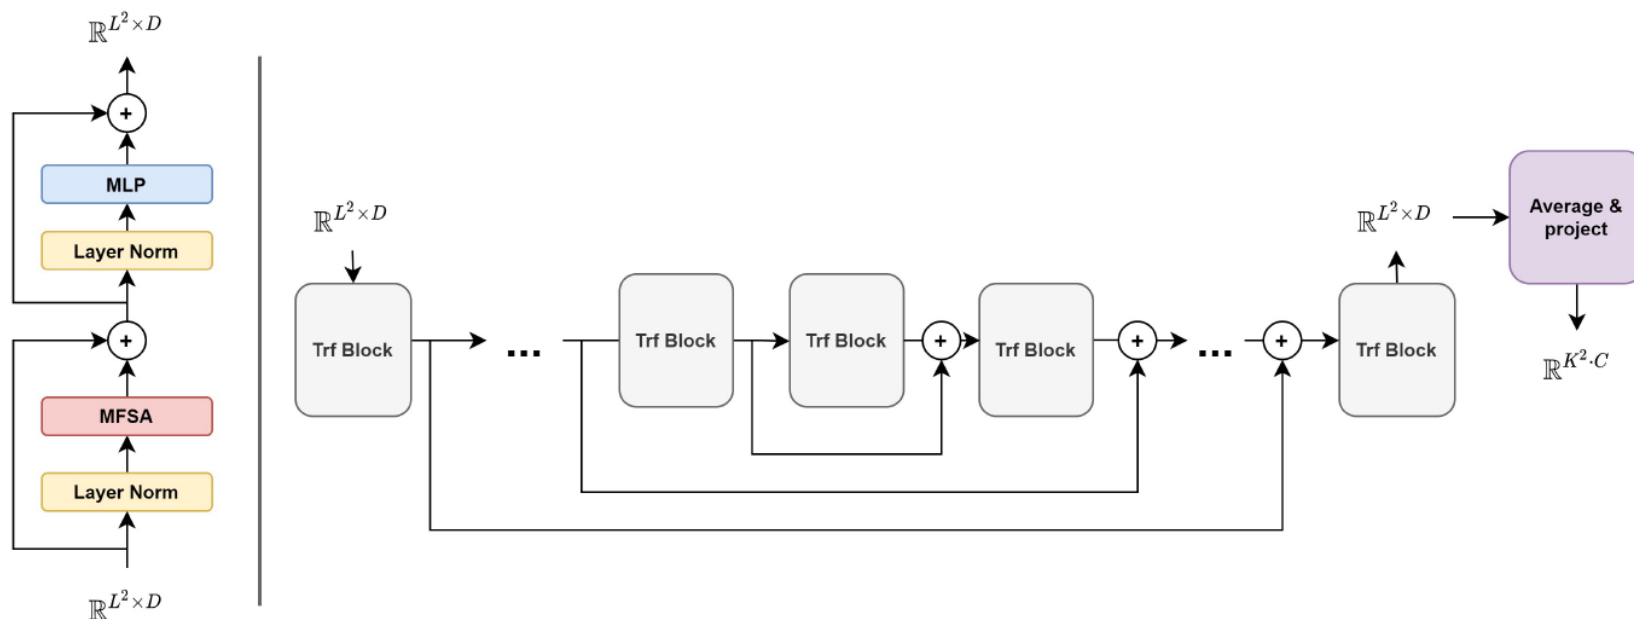 ℝ^{L²×D}
+
MLP
Layer Norm
+
MFSA
Layer Norm
ℝ^{L²×D}
ℝ^{L²×D}
Trf Block
...
Trf Block
Trf Block
+
Trf Block
+
...
+
Trf Block
ℝ^{L²×D}
Average &
project
ℝ^{K²·C}